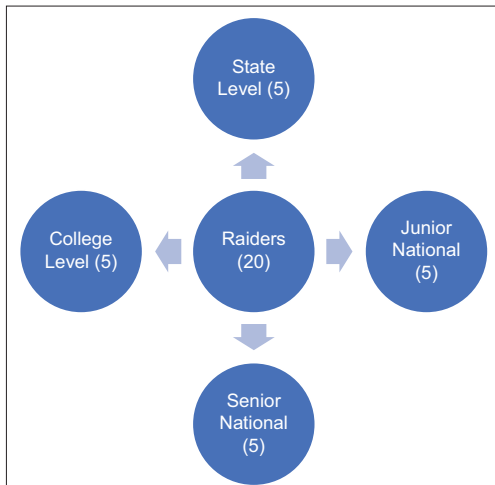 State
Level (5)
College
Level (5)
Raiders
(20)
Junior
National
(5)
Senior
National
(5)